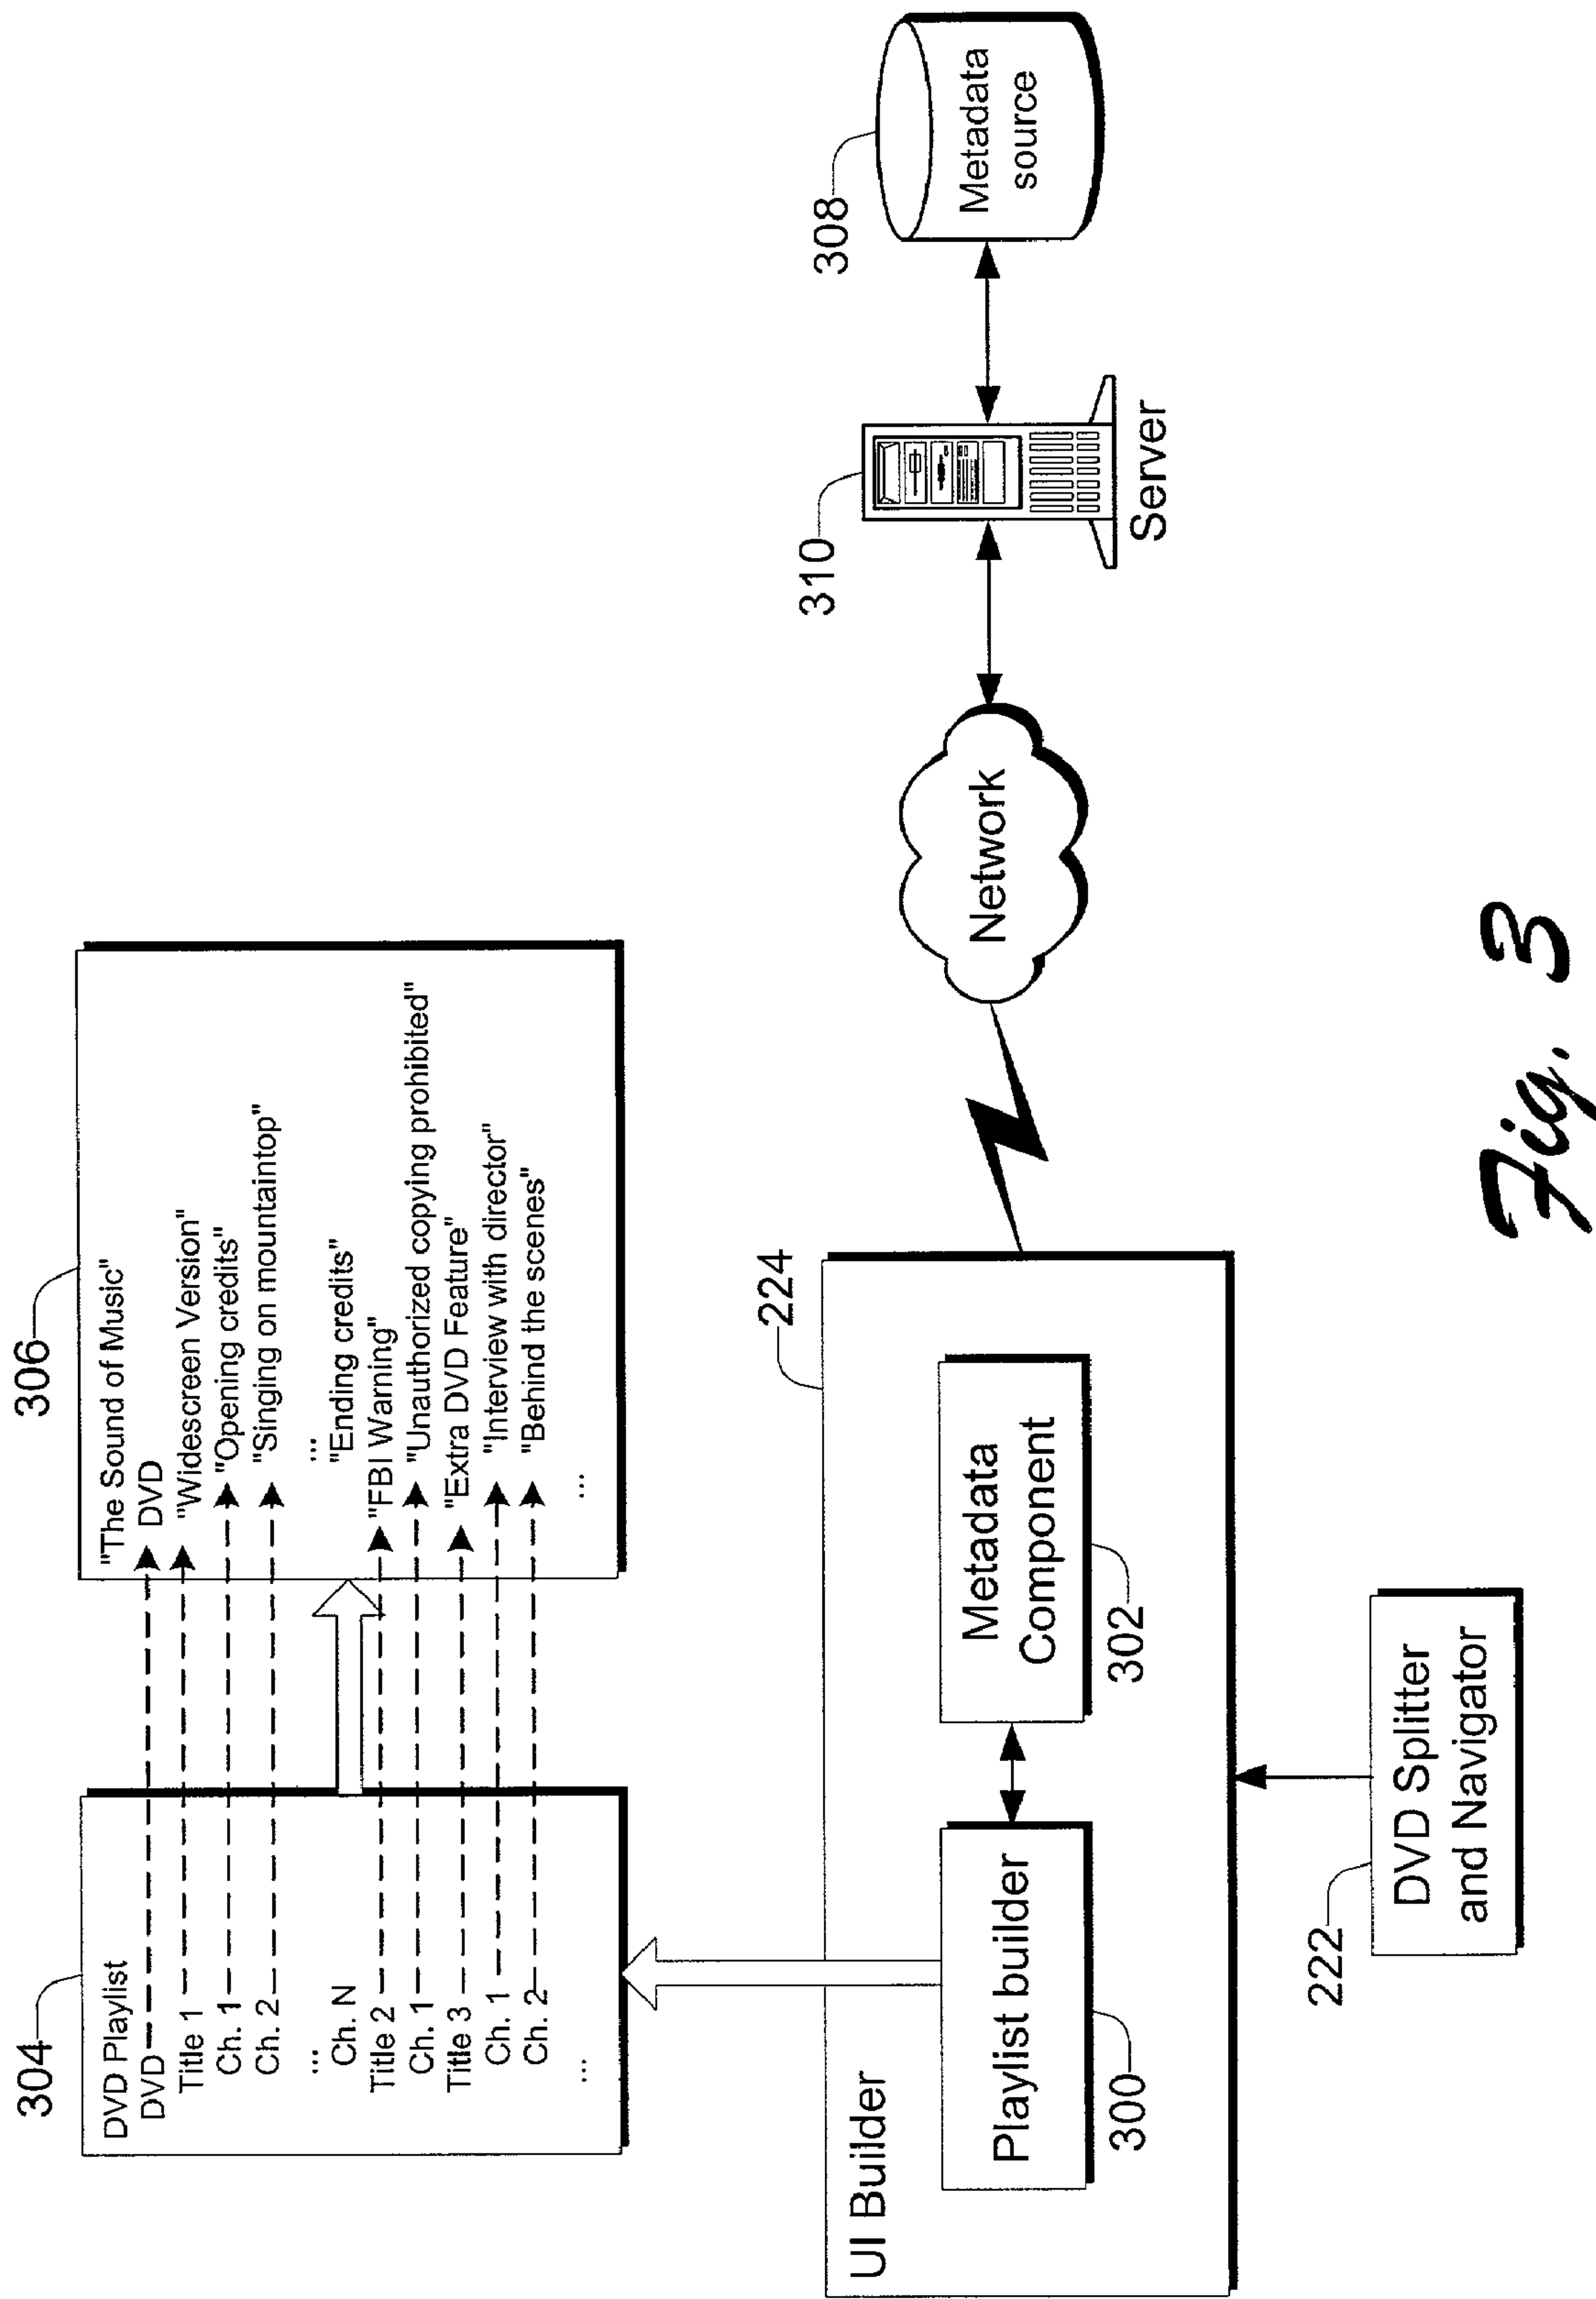 304
DVD Playlist
DVD
Title 1
Ch. 1
Ch. 2
...
Ch. N
Title 2
Ch. 1
Title 3
Ch. 1
Ch. 2
...
306
"The Sound of Music"
DVD
"Widescreen Version"
"Opening credits"
"Singing on mountaintop"
...
"Ending credits"
"FBI Warning"
"Unauthorized copying prohibited"
"Extra DVD Feature"
"Interview with director"
"Behind the scenes"
...
UI Builder
224
Playlist builder
300
Metadata
Component
302
222
DVD Splitter
and Navigator
Network
310
Server
308
Metadata
source
Fig. 3